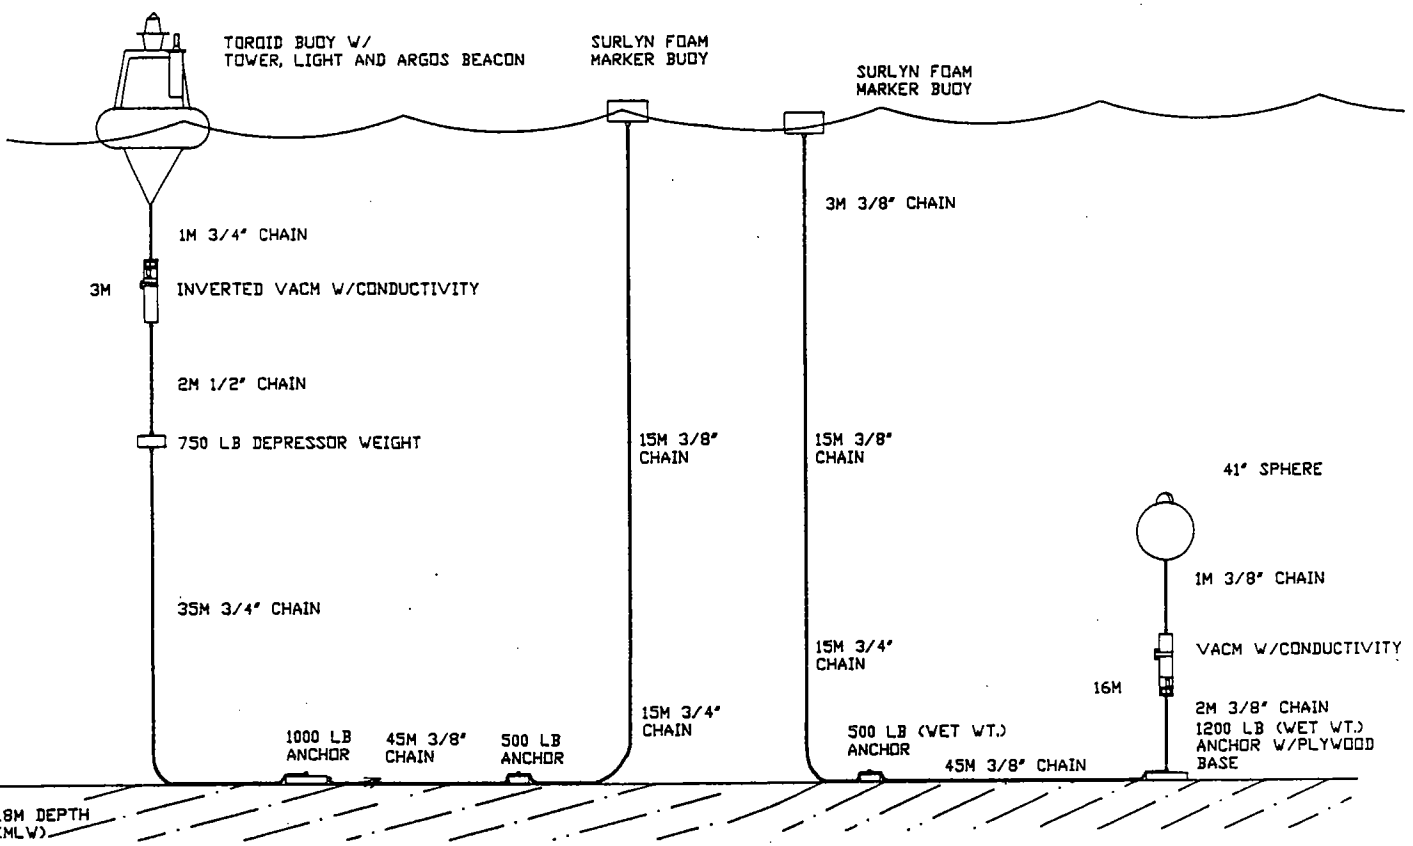 TOROID BUOY W/
TOWER, LIGHT AND ARGOS BEACON
SURLYN FOAM
MARKER BUOY
SURLYN FOAM
MARKER BUOY
3M 3/8" CHAIN
1M 3/4" CHAIN
3M
INVERTED VACM W/CONDUCTIVITY
2M 1/2" CHAIN
750 LB DEPRESSOR WEIGHT
15M 3/8"
CHAIN
15M 3/8"
CHAIN
41" SPHERE
1M 3/8" CHAIN
35M 3/4" CHAIN
15M 3/4"
CHAIN
VACM W/CONDUCTIVITY
16M
2M 3/8" CHAIN
1200 LB (WET WT.)
ANCHOR W/PLYWOOD
BASE
15M 3/4"
CHAIN
1000 LB
ANCHOR
45M 3/8"
CHAIN
500 LB
ANCHOR
500 LB (WET WT.)
ANCHOR
45M 3/8" CHAIN
8M DEPTH
MLW)